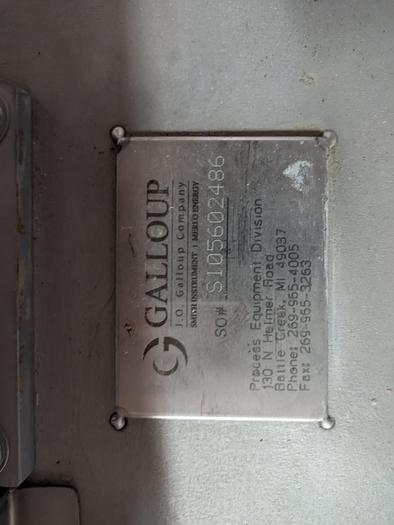 GALLOUP
J.O. Galloup Company
SMITH INSTRUMENT | MERLO ENERGY
SO# S105602486
Process Equipment Division
130 N Helmer Road
Battle Creek, MI 49037
Phone: 269-965-4005
Fax: 269-965-3263